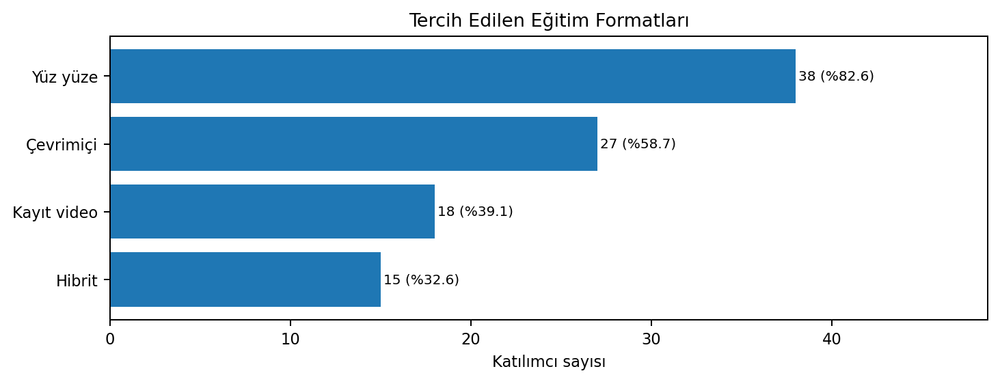 Tercih Edilen Eğitim Formatları
Yüz yüze 38 (%82.6)
Çevrimiçi 27 (%58.7)
Kayıt video 18 (%39.1)
Hibrit 15 (%32.6)
0 10 20 30 40
Katılımcı sayısı